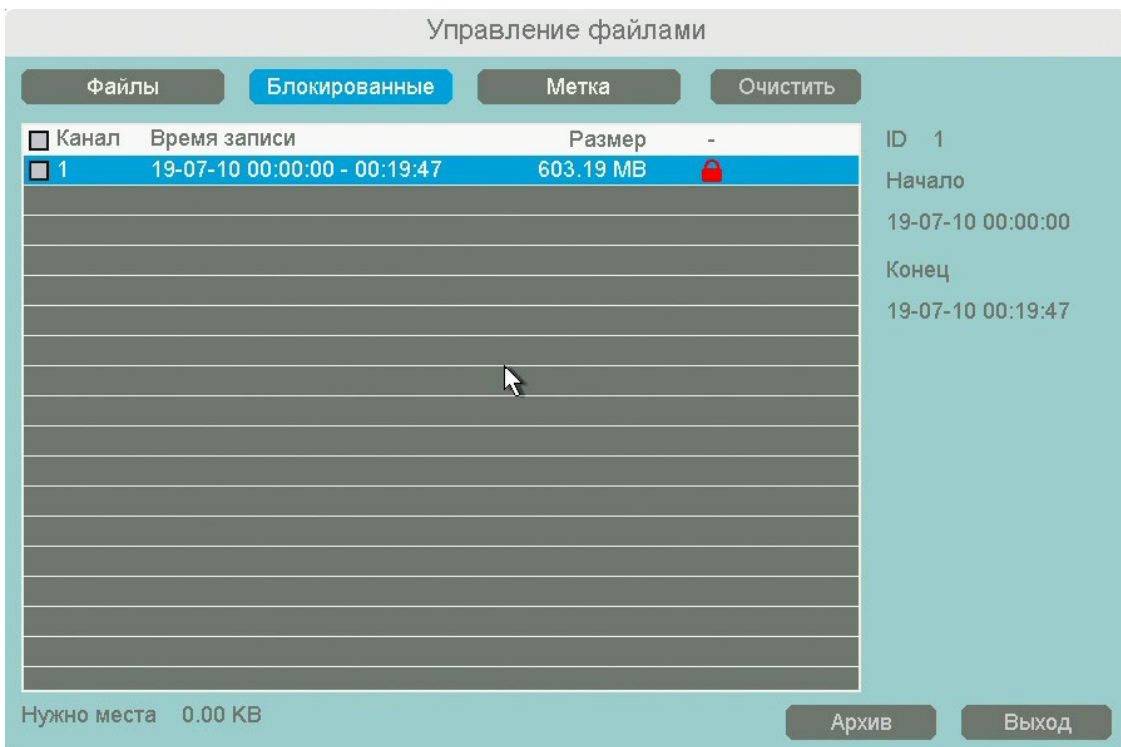 Управление файлами
Файлы Блокированные Метка Очистить
Канал Время записи Размер -
1 19-07-10 00:00:00 - 00:19:47 603.19 MB
ID 1
Начало
19-07-10 00:00:00
Конец
19-07-10 00:19:47
Нужно места 0.00 KB
Архив Выход